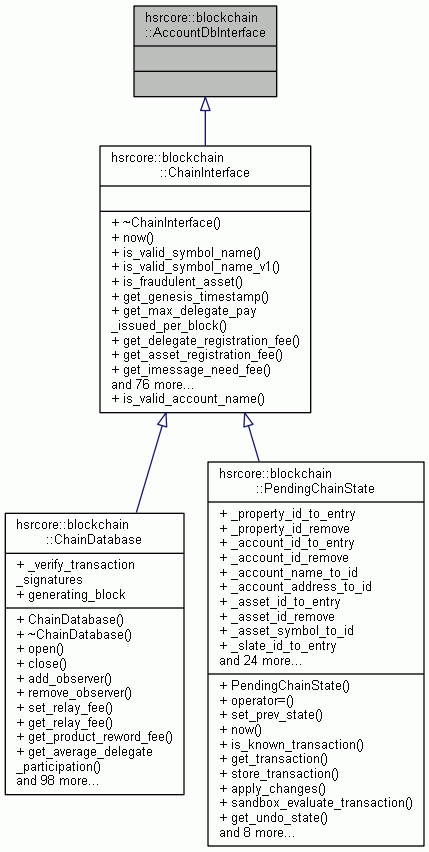 hsrcore::blockchain
::AccountDbInterface
hsrcore::blockchain
::ChainInterface
+ ~ChainInterface()
+ now()
+ is_valid_symbol_name()
+ is_valid_symbol_name_v1()
+ is_fraudulent_asset()
+ get_genesis_timestamp()
+ get_max_delegate_pay
_issued_per_block()
+ get_delegate_registration_fee()
+ get_asset_registration_fee()
+ get_imessage_need_fee()
and 76 more...
+ is_valid_account_name()
hsrcore::blockchain
::ChainDatabase
+ _verify_transaction
_signatures
+ generating_block
+ ChainDatabase()
+ ~ChainDatabase()
+ open()
+ close()
+ add_observer()
+ remove_observer()
+ set_relay_fee()
+ get_relay_fee()
+ get_product_reword_fee()
+ get_average_delegate
_participation()
and 98 more...
hsrcore::blockchain
::PendingChainState
+ _property_id_to_entry
+ _property_id_remove
+ _account_id_to_entry
+ _account_id_remove
+ _account_name_to_id
+ _account_address_to_id
+ _asset_id_to_entry
+ _asset_id_remove
+ _asset_symbol_to_id
+ _slate_id_to_entry
and 24 more...
+ PendingChainState()
+ operator=()
+ set_prev_state()
+ now()
+ is_known_transaction()
+ get_transaction()
+ store_transaction()
+ apply_changes()
+ sandbox_evaluate_transaction()
+ get_undo_state()
and 8 more...